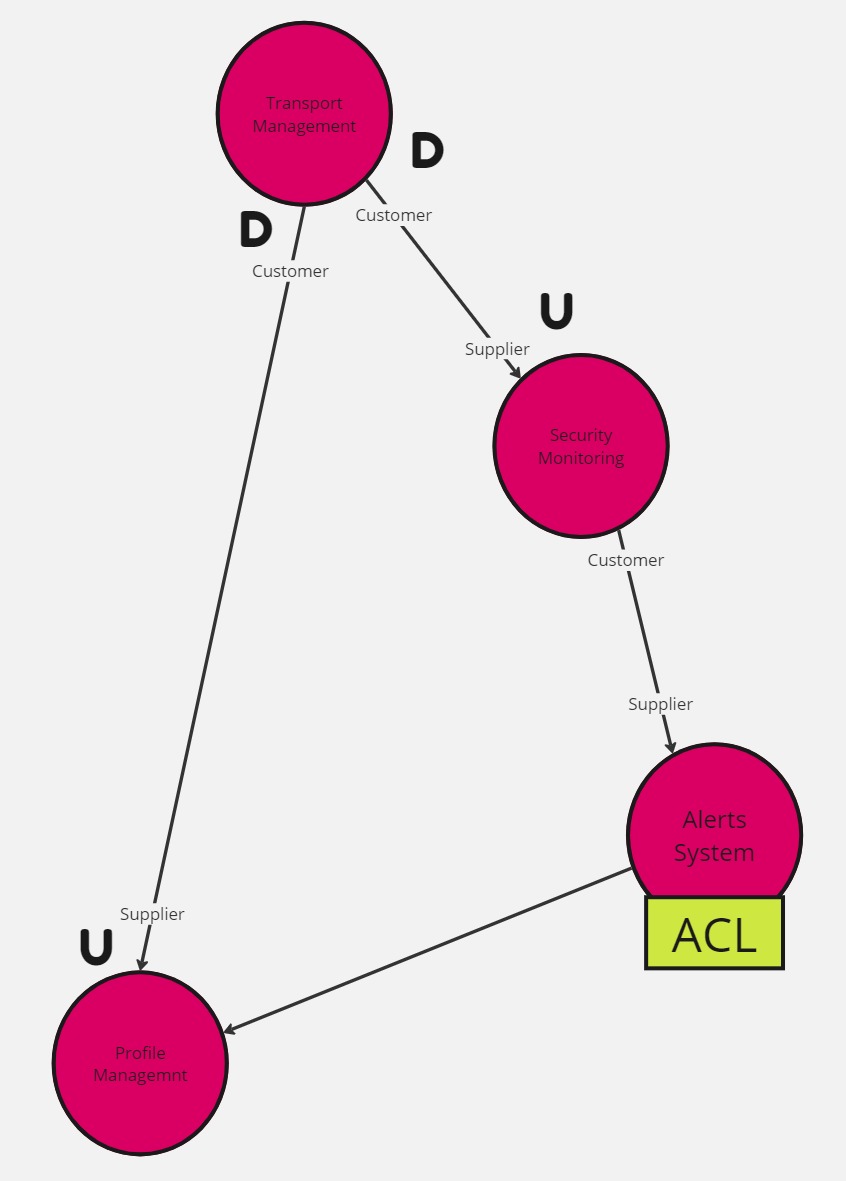 Transport
Management
D
D
Customer
Customer
U
Supplier
Security
Monitoring
Customer
Supplier
Alerts
System
Supplier
ACL
U
Profile
Managemnt